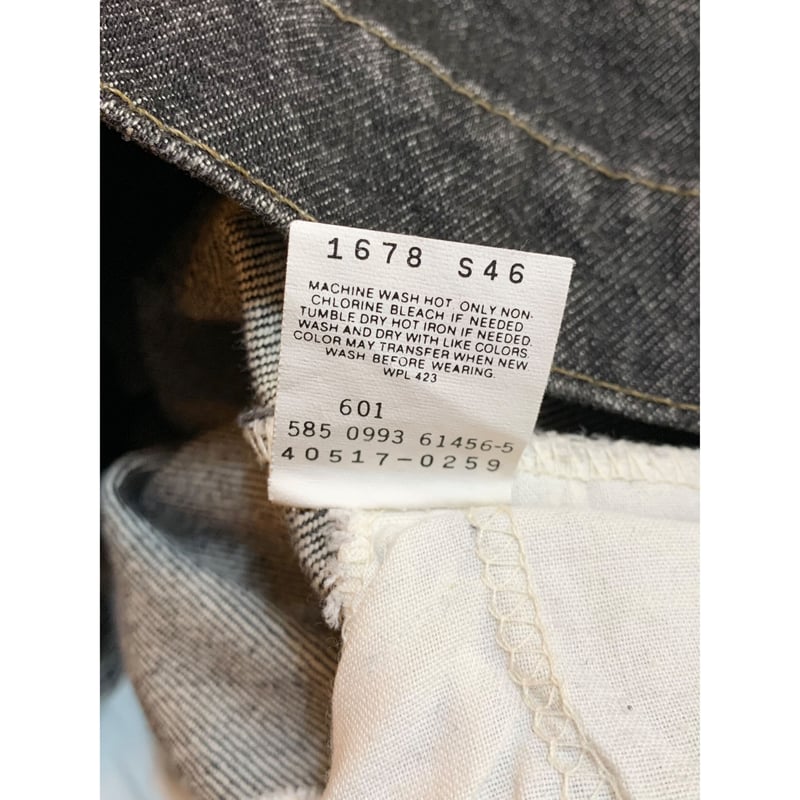 1678 S46
MACHINE WASH HOT ONLY NON-
CHLORINE BLEACH IF NEEDED
TUMBLE DRY HOT IRON IF NEEDED.
WASH AND DRY WITH LIKE COLORS.
COLOR MAY TRANSFER WHEN NEW
WASH BEFORE WEARING.
WPL 423
601
585 0993 61456-5
40517-0259